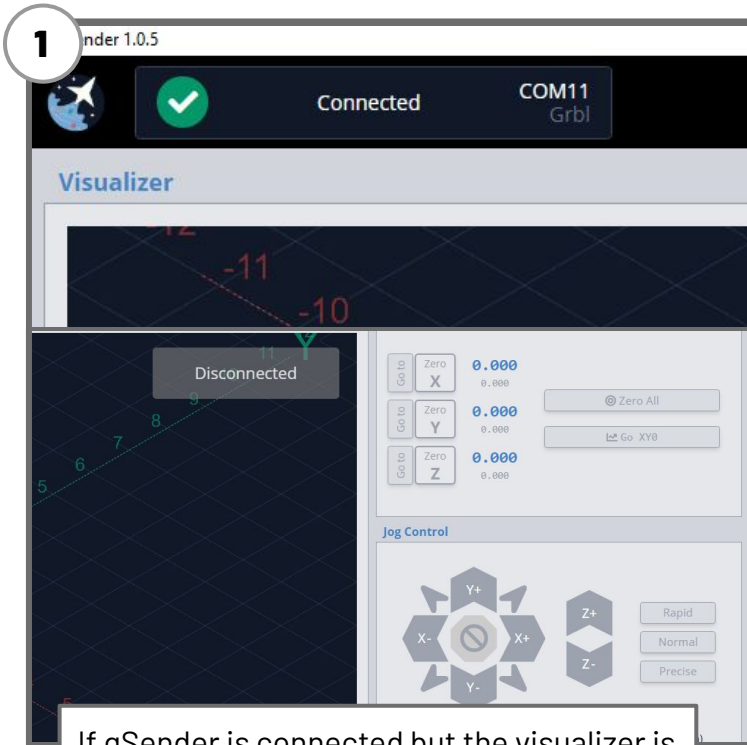 1
nder 1.0.5
Connected
COM11
Grbl
Visualizer
-12
-11
-10
Y
11
Disconnected
9
8
7
6
5
Go to
Zero
X
0.000
0.000
Go to
Zero
Y
0.000
0.000
Go to
Zero
Z
0.000
0.000
Zero All
Go XY0
Jog Control
Y+
X-
X+
Y-
Z+
Z-
Rapid
Normal
Precise
If gSender is connected but the visualizer is